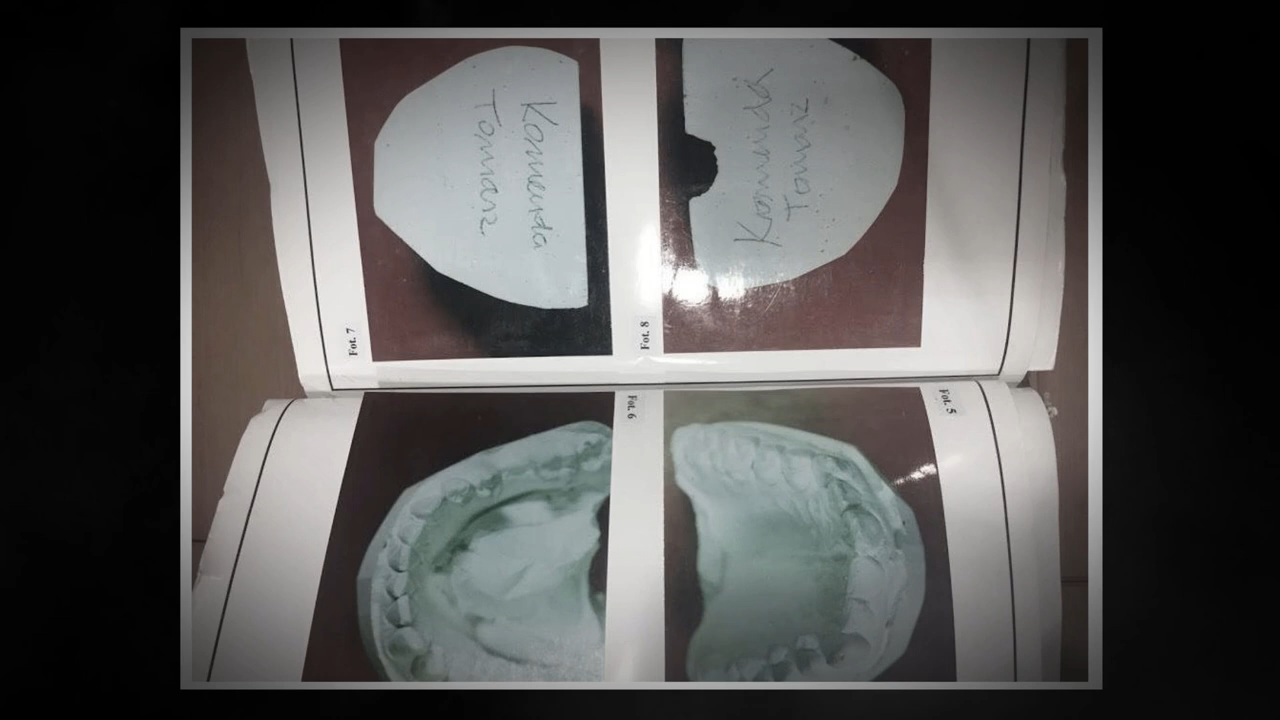 Komenda
Tomasz.
Komenda
Tomasz
Fot. 7
Fot. 8
Fot. 6
Fot. 5